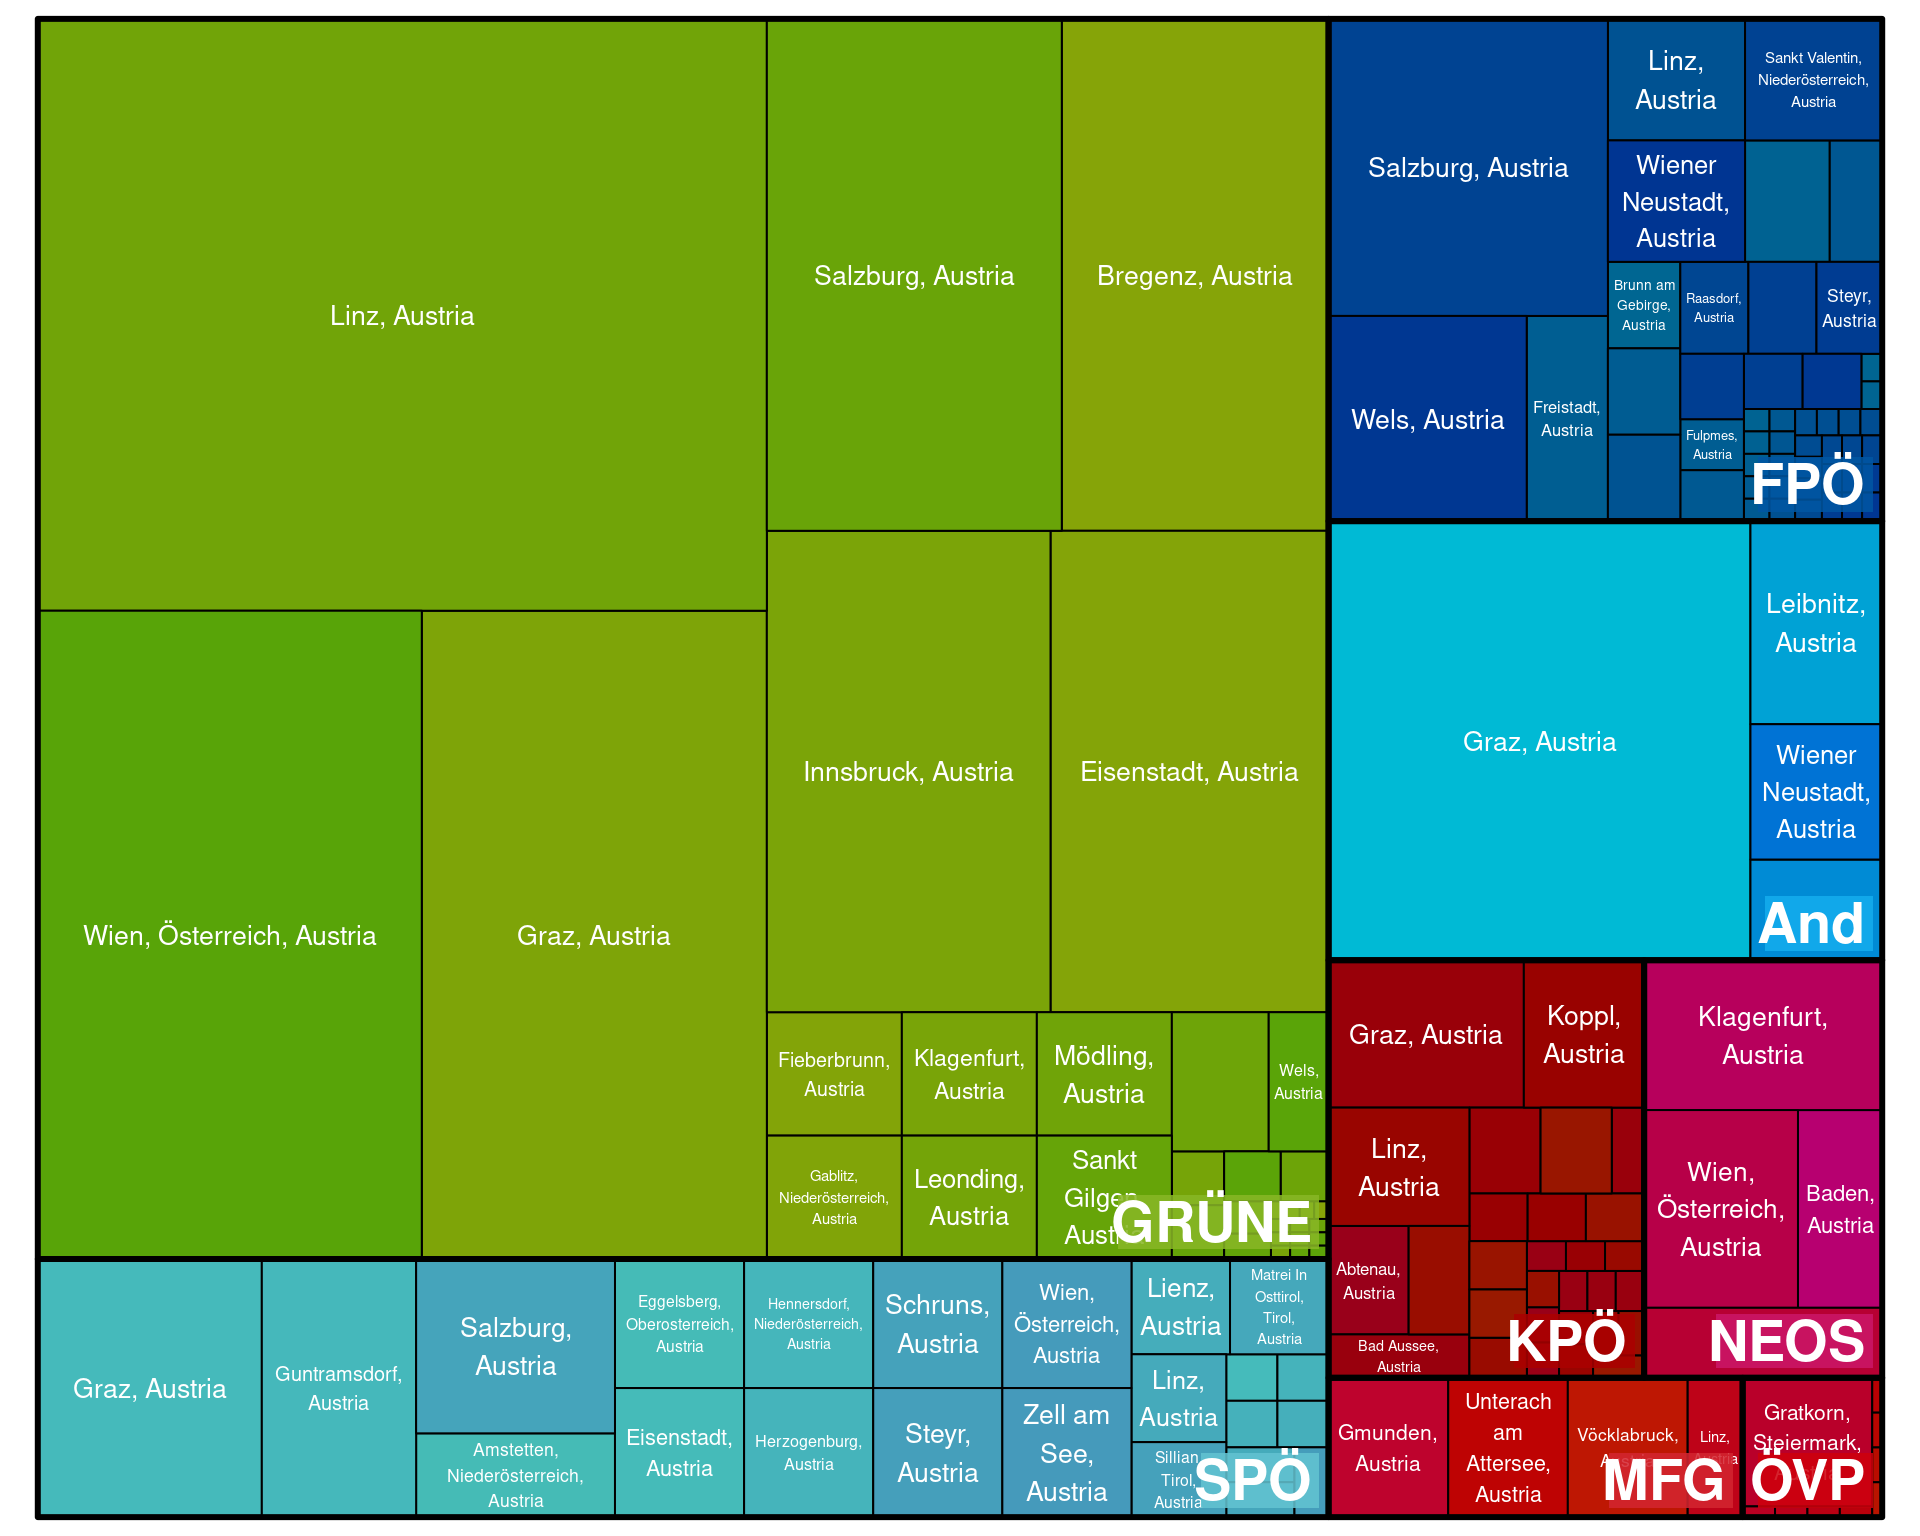 Linz, Austria
Salzburg, Austria
Bregenz, Austria
Wien, Österreich, Austria
Graz, Austria
Innsbruck, Austria
Eisenstadt, Austria
Fieberbrunn,
Austria
Klagenfurt,
Austria
Mödling,
Austria
Wels,
Austria
Gablitz,
Niederösterreich,
Austria
Leonding,
Austria
Sankt
Gilgen
Austria
GRÜNE
Graz, Austria
Guntramsdorf,
Austria
Salzburg,
Austria
Amstetten,
Niederösterreich,
Austria
Eggelsberg,
Oberosterreich,
Austria
Eisenstadt,
Austria
Hennersdorf,
Niederösterreich,
Austria
Herzogenburg,
Austria
Schruns,
Austria
Steyr,
Austria
Wien,
Österreich,
Austria
Zell am
See,
Austria
Lienz,
Austria
Matrei In
Osttirol,
Tirol,
Austria
Linz,
Austria
Sillian
Tirol,
Austria
SPÖ
Salzburg, Austria
Linz,
Austria
Sankt Valentin,
Niederösterreich,
Austria
Wiener
Neustadt,
Austria
Wels, Austria
Freistadt,
Austria
Brunn am
Gebirge,
Austria
Raasdorf,
Austria
Steyr,
Austria
Fulpmes,
Austria
FPÖ
Graz, Austria
Leibnitz,
Austria
Wiener
Neustadt,
Austria
And
Graz, Austria
Koppl,
Austria
Linz,
Austria
Abtenau,
Austria
Bad Aussee,
Austria
KPÖ
Klagenfurt,
Austria
Wien,
Österreich,
Austria
Baden,
Austria
NEOS
Gmunden,
Austria
Unterach
am
Attersee,
Austria
Vöcklabruck,
Austria
Linz,
Austria
MFG
Gratkorn,
Steiermark,
Austria
ÖVP